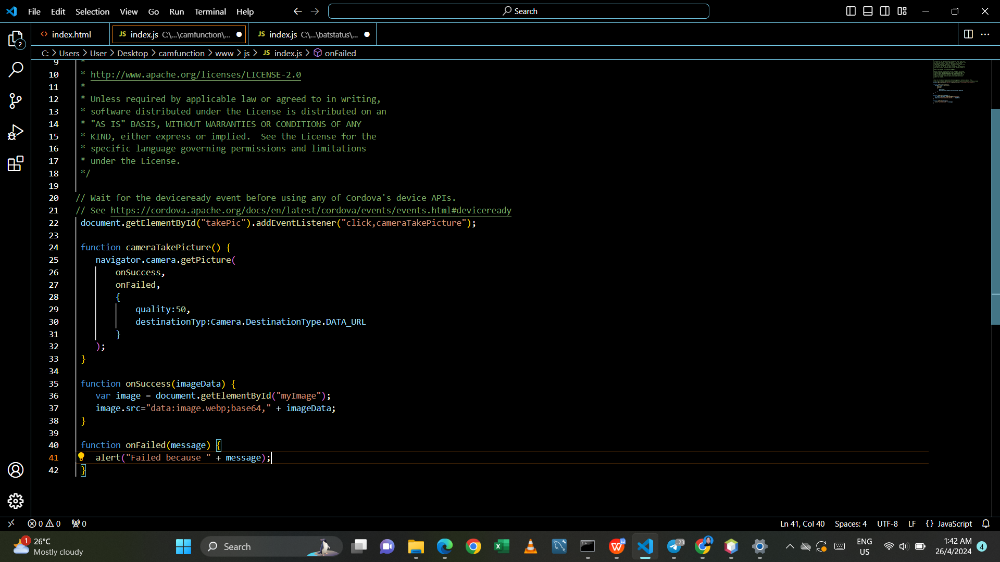 File Edit Selection View Go Run Terminal Help Search
index.html JS index.js C:\...\camfunction\... JS index.js C:\...\batstatus\...
2
C: > Users > User > Desktop > camfunction > www > js > JS index.js > onFailed
9 *
10 * http://www.apache.org/licenses/LICENSE-2.0
11 *
12 * Unless required by applicable law or agreed to in writing,
13 * software distributed under the License is distributed on an
14 * "AS IS" BASIS, WITHOUT WARRANTIES OR CONDITIONS OF ANY
15 * KIND, either express or implied.  See the License for the
16 * specific language governing permissions and limitations
17 * under the License.
18 */
19
20 // Wait for the deviceready event before using any of Cordova's device APIs.
21 // See https://cordova.apache.org/docs/en/latest/cordova/events/events.html#deviceready
22 document.getElementById("takePic").addEventListener("click,cameraTakePicture");
23
24 function cameraTakePicture() {
25 navigator.camera.getPicture(
26 onSuccess,
27 onFailed,
28 {
29 quality:50,
30 destinationTyp:Camera.DestinationType.DATA_URL
31 }
32 );
33 }
34
35 function onSuccess(imageData) {
36 var image = document.getElementById("myImage");
37 image.src="data:image.webp;base64," + imageData;
38 }
39
40 function onFailed(message) {
41 alert("Failed because " + message);
42 }
0 0 0 Ln 41, Col 40 Spaces: 4 UTF-8 LF {} JavaScript
1 26°C
Mostly cloudy
Search
23
ENG
US
1:42 AM
26/4/2024
4